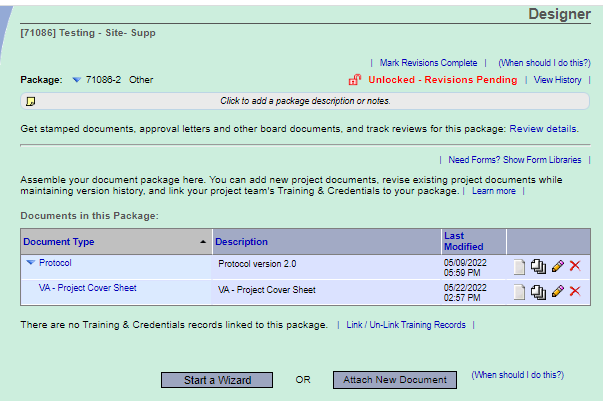 Designer
[71086] Testing - Site- Supp
| Mark Revisions Complete | (When should I do this?)
Package: 71086-2 Other Unlocked - Revisions Pending | View History |
Click to add a package description or notes.
Get stamped documents, approval letters and other board documents, and track reviews for this package: Review details.
| Need Forms? Show Form Libraries |
Assemble your document package here. You can add new project documents, revise existing project documents while
maintaining version history, and link your project team's Training & Credentials to your package. | Learn more |
Documents in this Package:
Document Type Description Last
Modified
Protocol Protocol version 2.0 05/09/2022
05:59 PM
VA - Project Cover Sheet VA - Project Cover Sheet 05/22/2022
02:57 PM
There are no Training & Credentials records linked to this package. | Link / Un-Link Training Records |
Start a Wizard OR Attach New Document (When should I do this?)